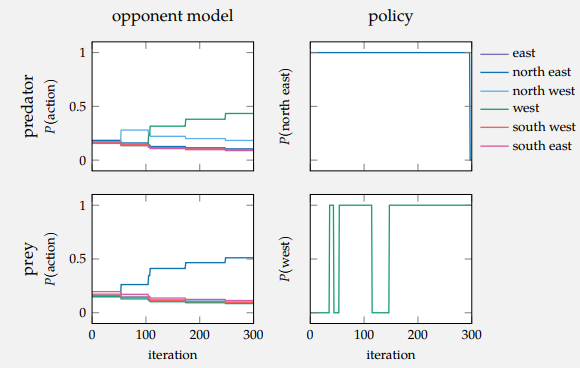 opponent model
policy
predator
P(action)
1
0.5
0
P(north east)
east
north east
north west
west
south west
south east
prey
P(action)
1
0.5
0
0
100
200
300
iteration
P(west)
0
100
200
300
iteration